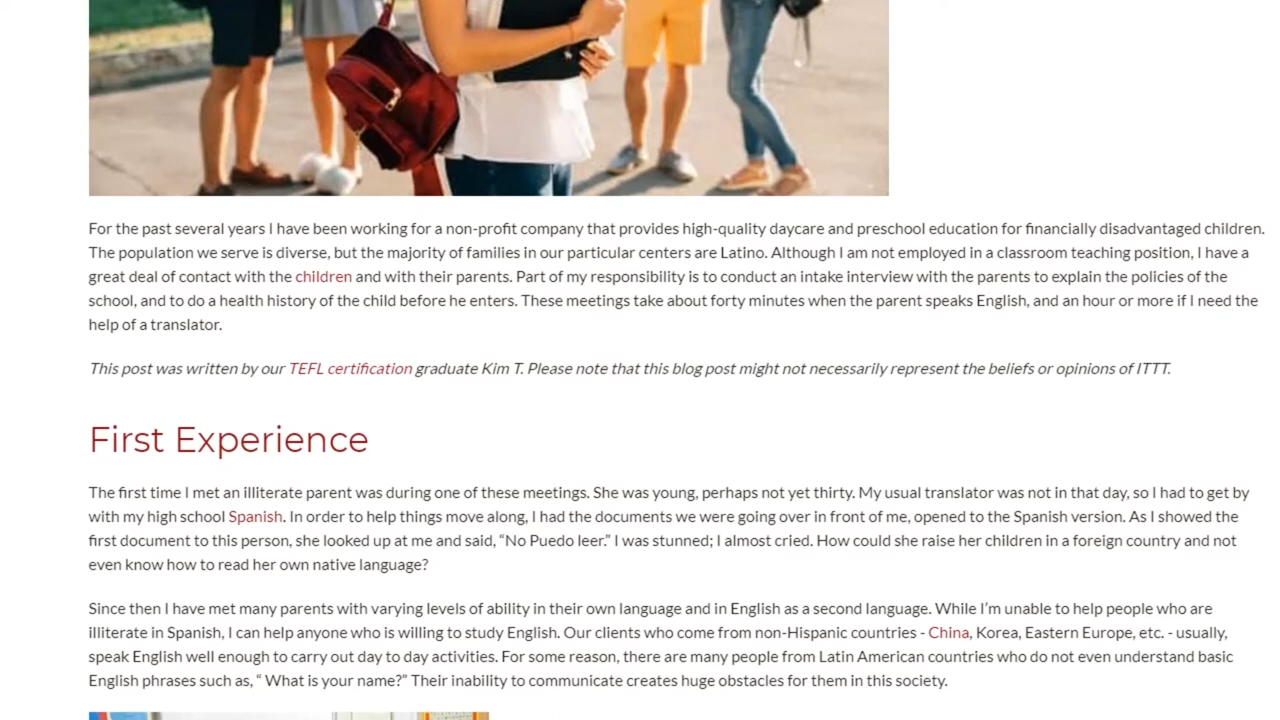 For the past several years I have been working for a non-profit company that provides high-quality daycare and preschool education for financially disadvantaged children.
The population we serve is diverse, but the majority of families in our particular centers are Latino. Although I am not employed in a classroom teaching position, I have a
great deal of contact with the children and with their parents. Part of my responsibility is to conduct an intake interview with the parents to explain the policies of the
school, and to do a health history of the child before he enters. These meetings take about forty minutes when the parent speaks English, and an hour or more if I need the
help of a translator.
This post was written by our TEFL certification graduate Kim T. Please note that this blog post might not necessarily represent the beliefs or opinions of ITTT.
First Experience
The first time I met an illiterate parent was during one of these meetings. She was young, perhaps not yet thirty. My usual translator was not in that day, so I had to get by
with my high school Spanish. In order to help things move along, I had the documents we were going over in front of me, opened to the Spanish version. As I showed the
first document to this person, she looked up at me and said, “No Puedo leer.” I was stunned; I almost cried. How could she raise her children in a foreign country and not
even know how to read her own native language?
Since then I have met many parents with varying levels of ability in their own language and in English as a second language. While I’m unable to help people who are
illiterate in Spanish, I can help anyone who is willing to study English. Our clients who come from non-Hispanic countries - China, Korea, Eastern Europe, etc. - usually,
speak English well enough to carry out day to day activities. For some reason, there are many people from Latin American countries who do not even understand basic
English phrases such as, “ What is your name?” Their inability to communicate creates huge obstacles for them in this society.